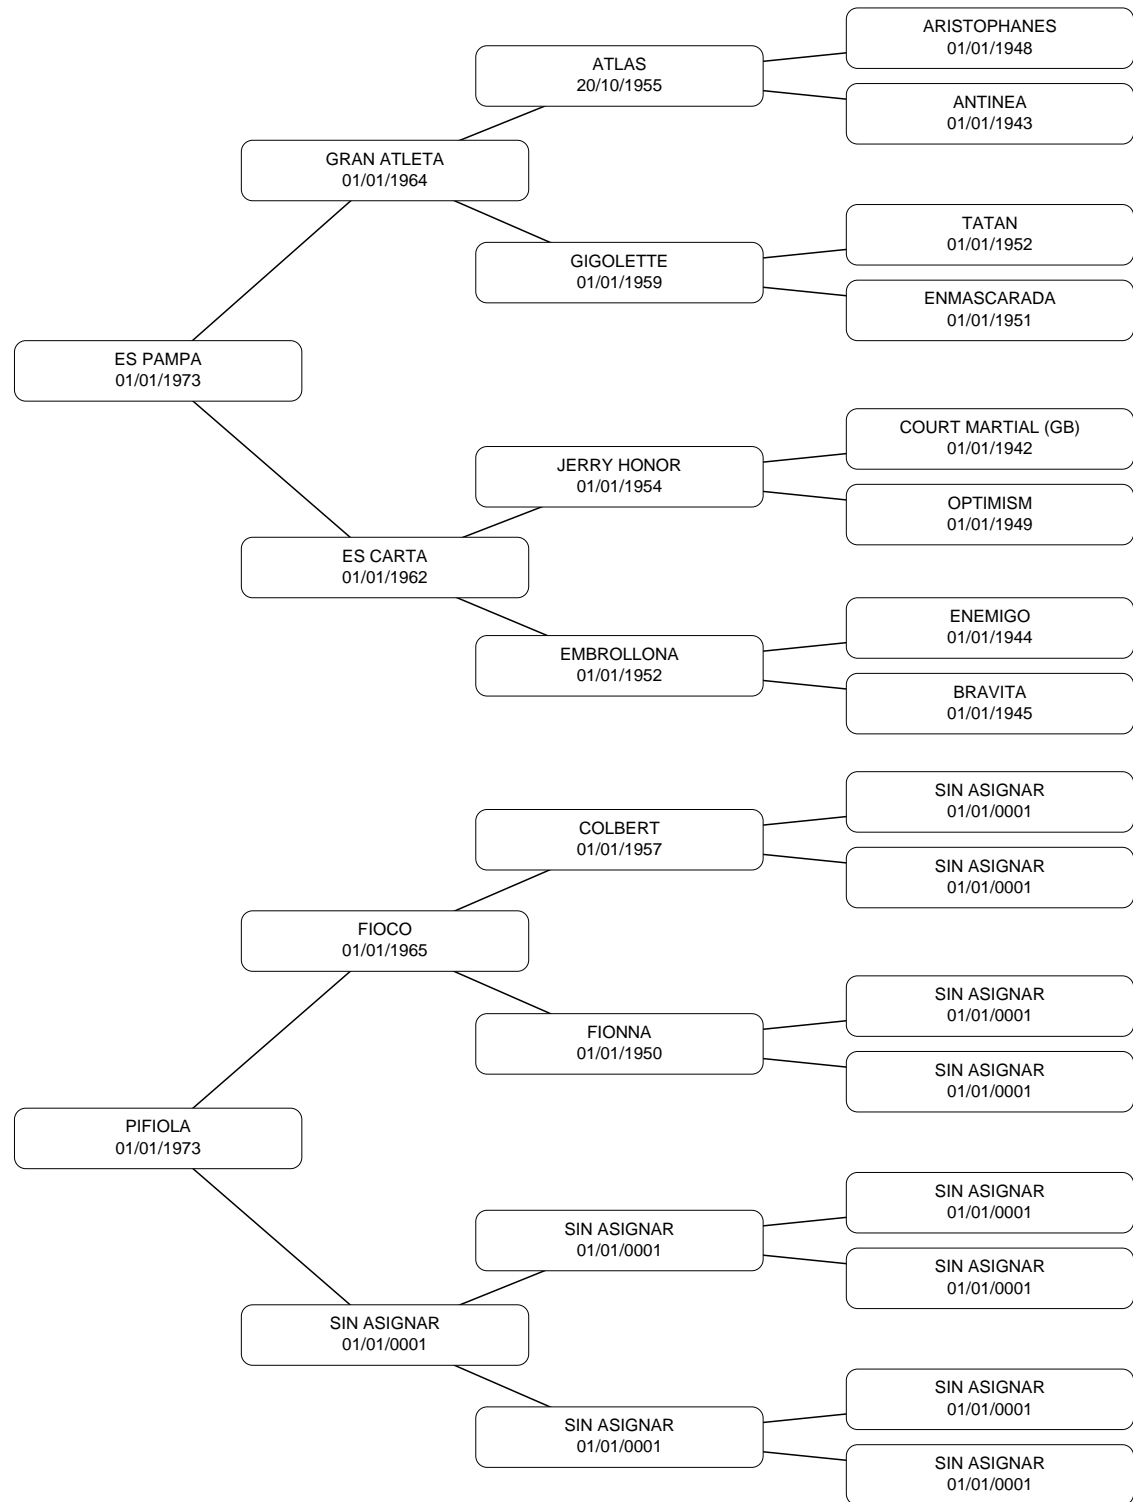 ARISTOPHANES
01/01/1948
ATLAS
20/10/1955
ANTINEA
01/01/1943
GRAN ATLETA
01/01/1964
TATAN
01/01/1952
GIGOLETTE
01/01/1959
ENMASCARADA
01/01/1951
ES PAMPA
01/01/1973
COURT MARTIAL (GB)
01/01/1942
JERRY HONOR
01/01/1954
OPTIMISM
01/01/1949
ES CARTA
01/01/1962
ENEMIGO
01/01/1944
EMBROLLONA
01/01/1952
BRAVITA
01/01/1945
SIN ASIGNAR
01/01/0001
COLBERT
01/01/1957
SIN ASIGNAR
01/01/0001
FIOCO
01/01/1965
SIN ASIGNAR
01/01/0001
FIONNA
01/01/1950
SIN ASIGNAR
01/01/0001
PIFIOLA
01/01/1973
SIN ASIGNAR
01/01/0001
SIN ASIGNAR
01/01/0001
SIN ASIGNAR
01/01/0001
SIN ASIGNAR
01/01/0001
SIN ASIGNAR
01/01/0001
SIN ASIGNAR
01/01/0001
SIN ASIGNAR
01/01/0001